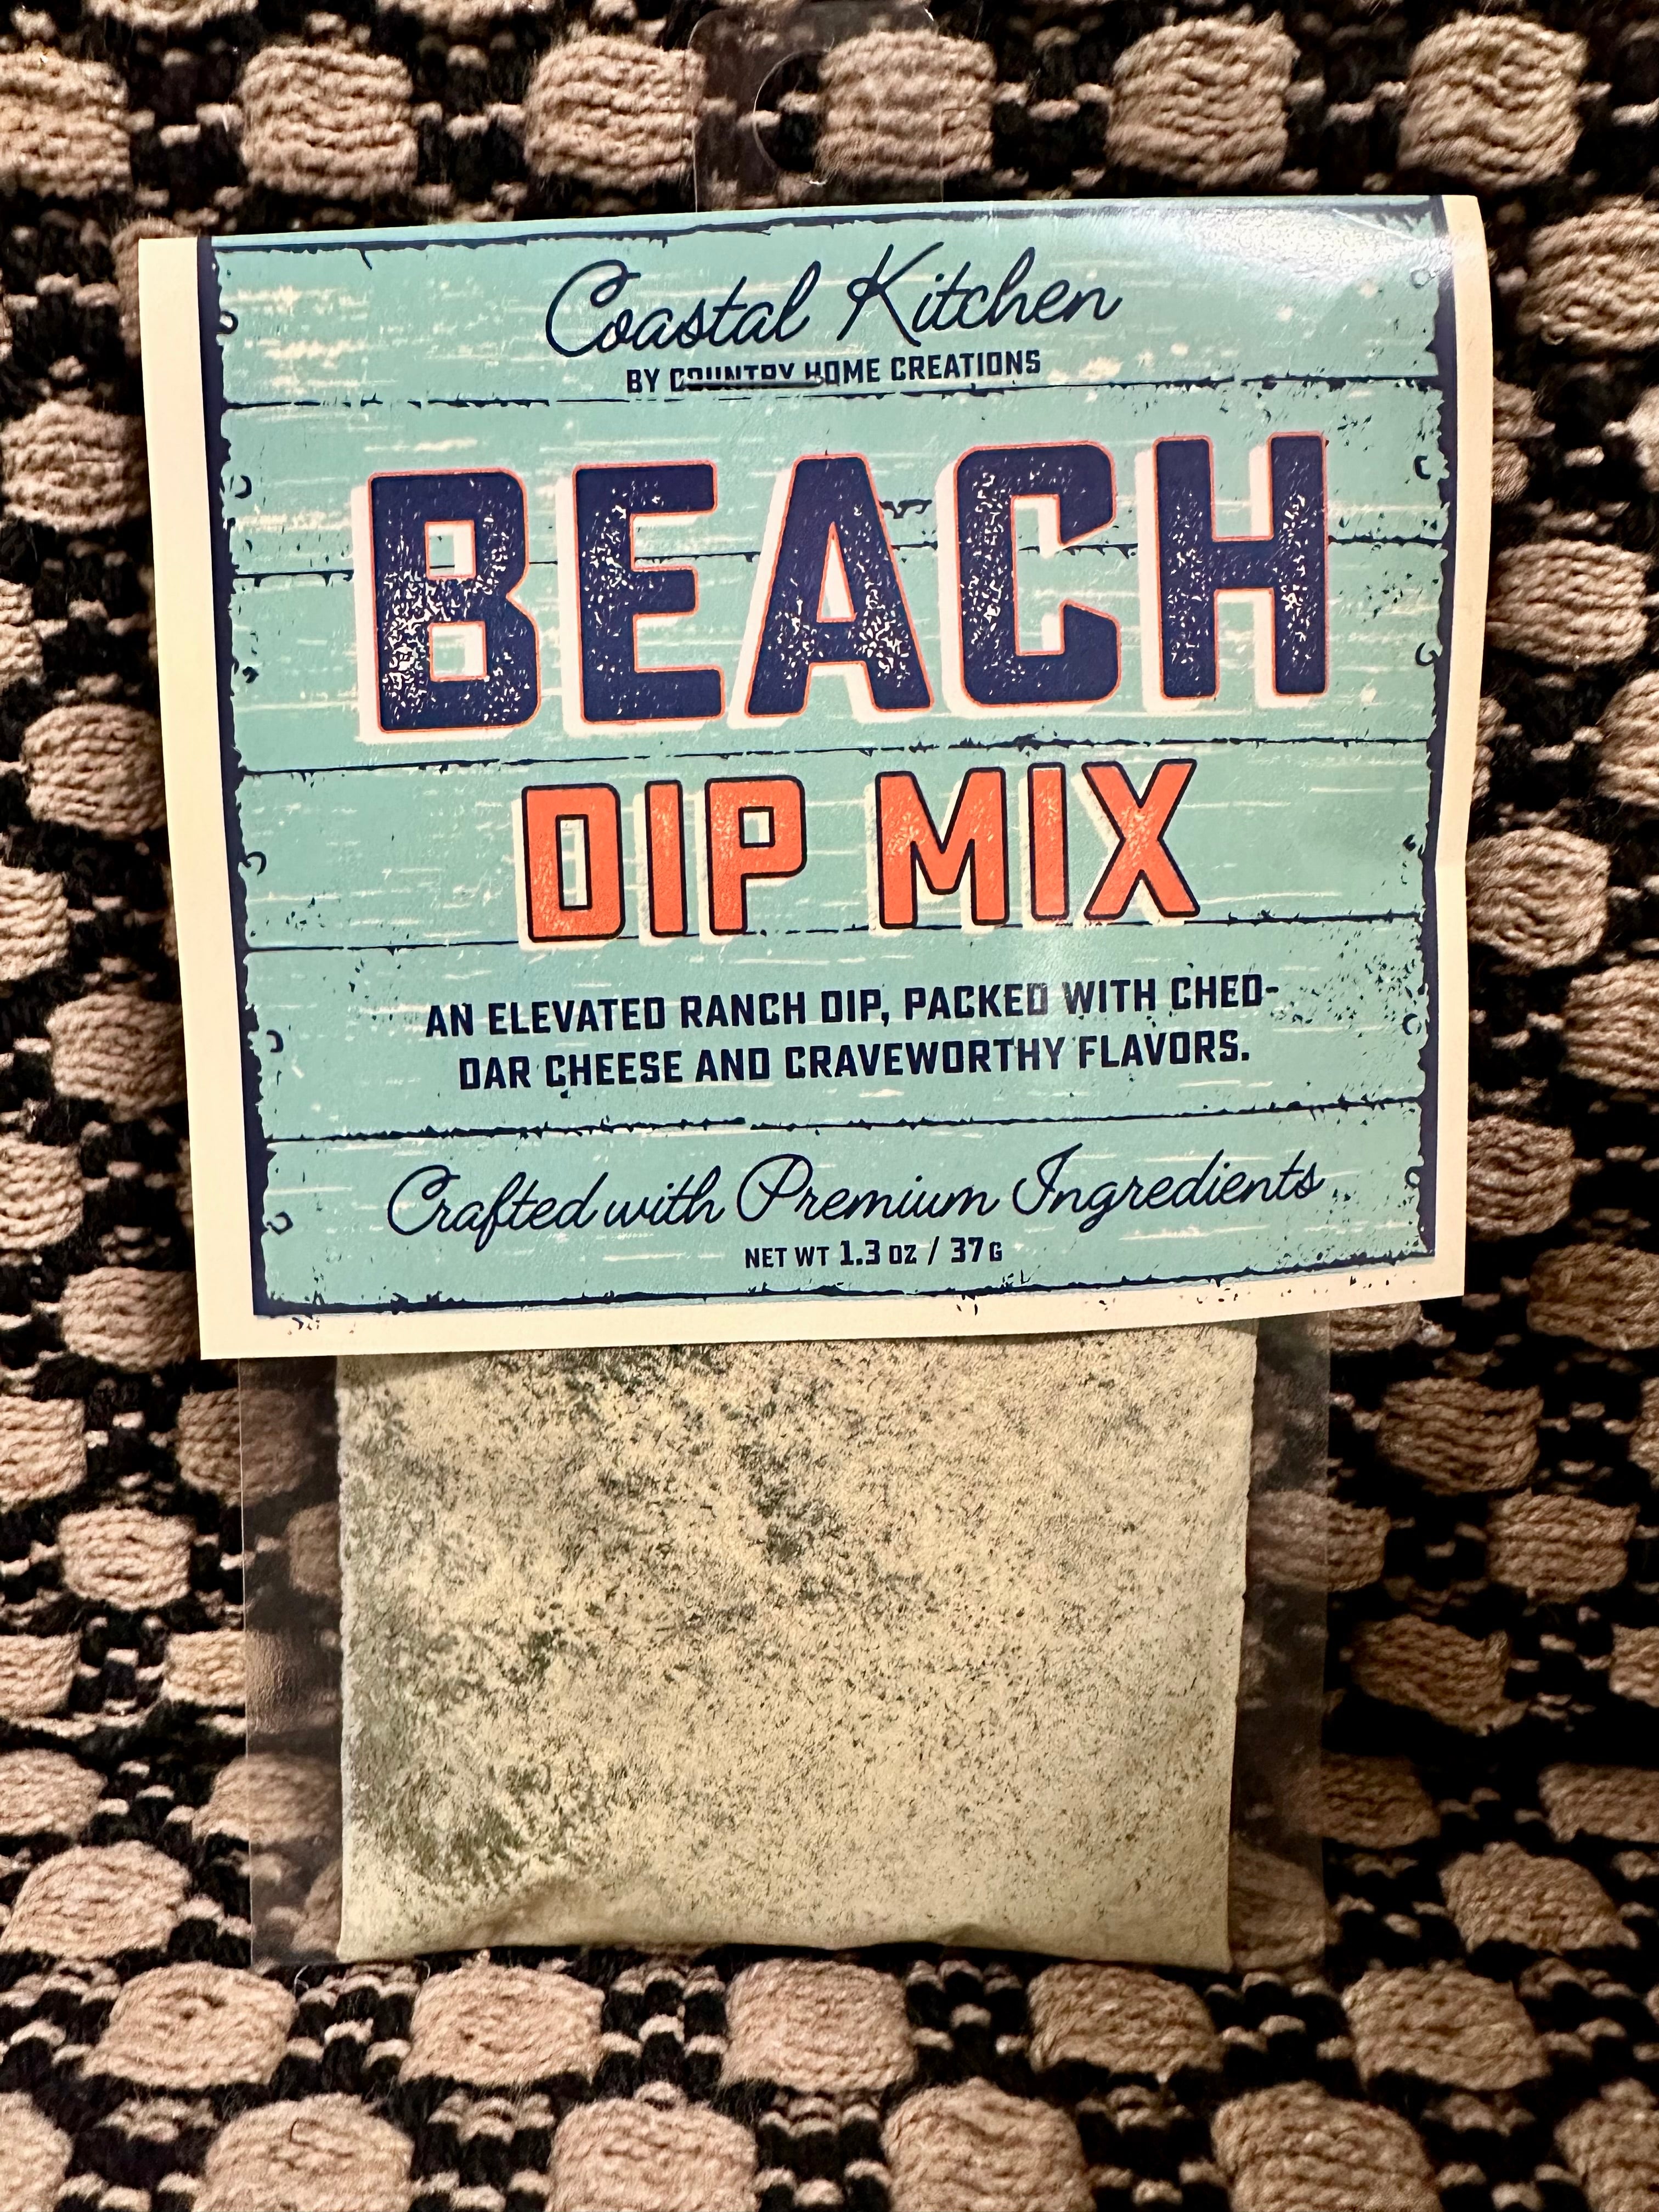 Coastal Kitchen
BY COUNTRY HOME CREATIONS
BEACH
DIP MIX
AN ELEVATED RANCH DIP, PACKED WITH CHED-
DAR CHEESE AND CRAVEWORTHY FLAVORS.
Crafted with Premium Ingredients
NET WT 1.3 OZ / 37G